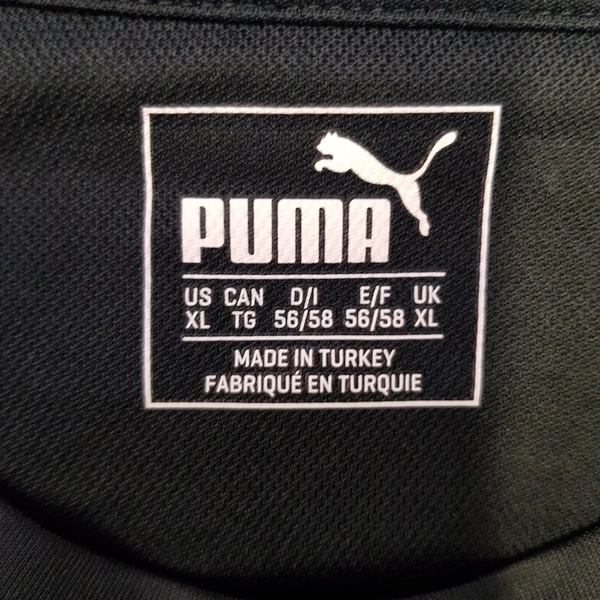 PUMA
US CAN D/I E/F UK
XL TG 56/58 56/58 XL
MADE IN TURKEY
FABRIQUÉ EN TURQUIE